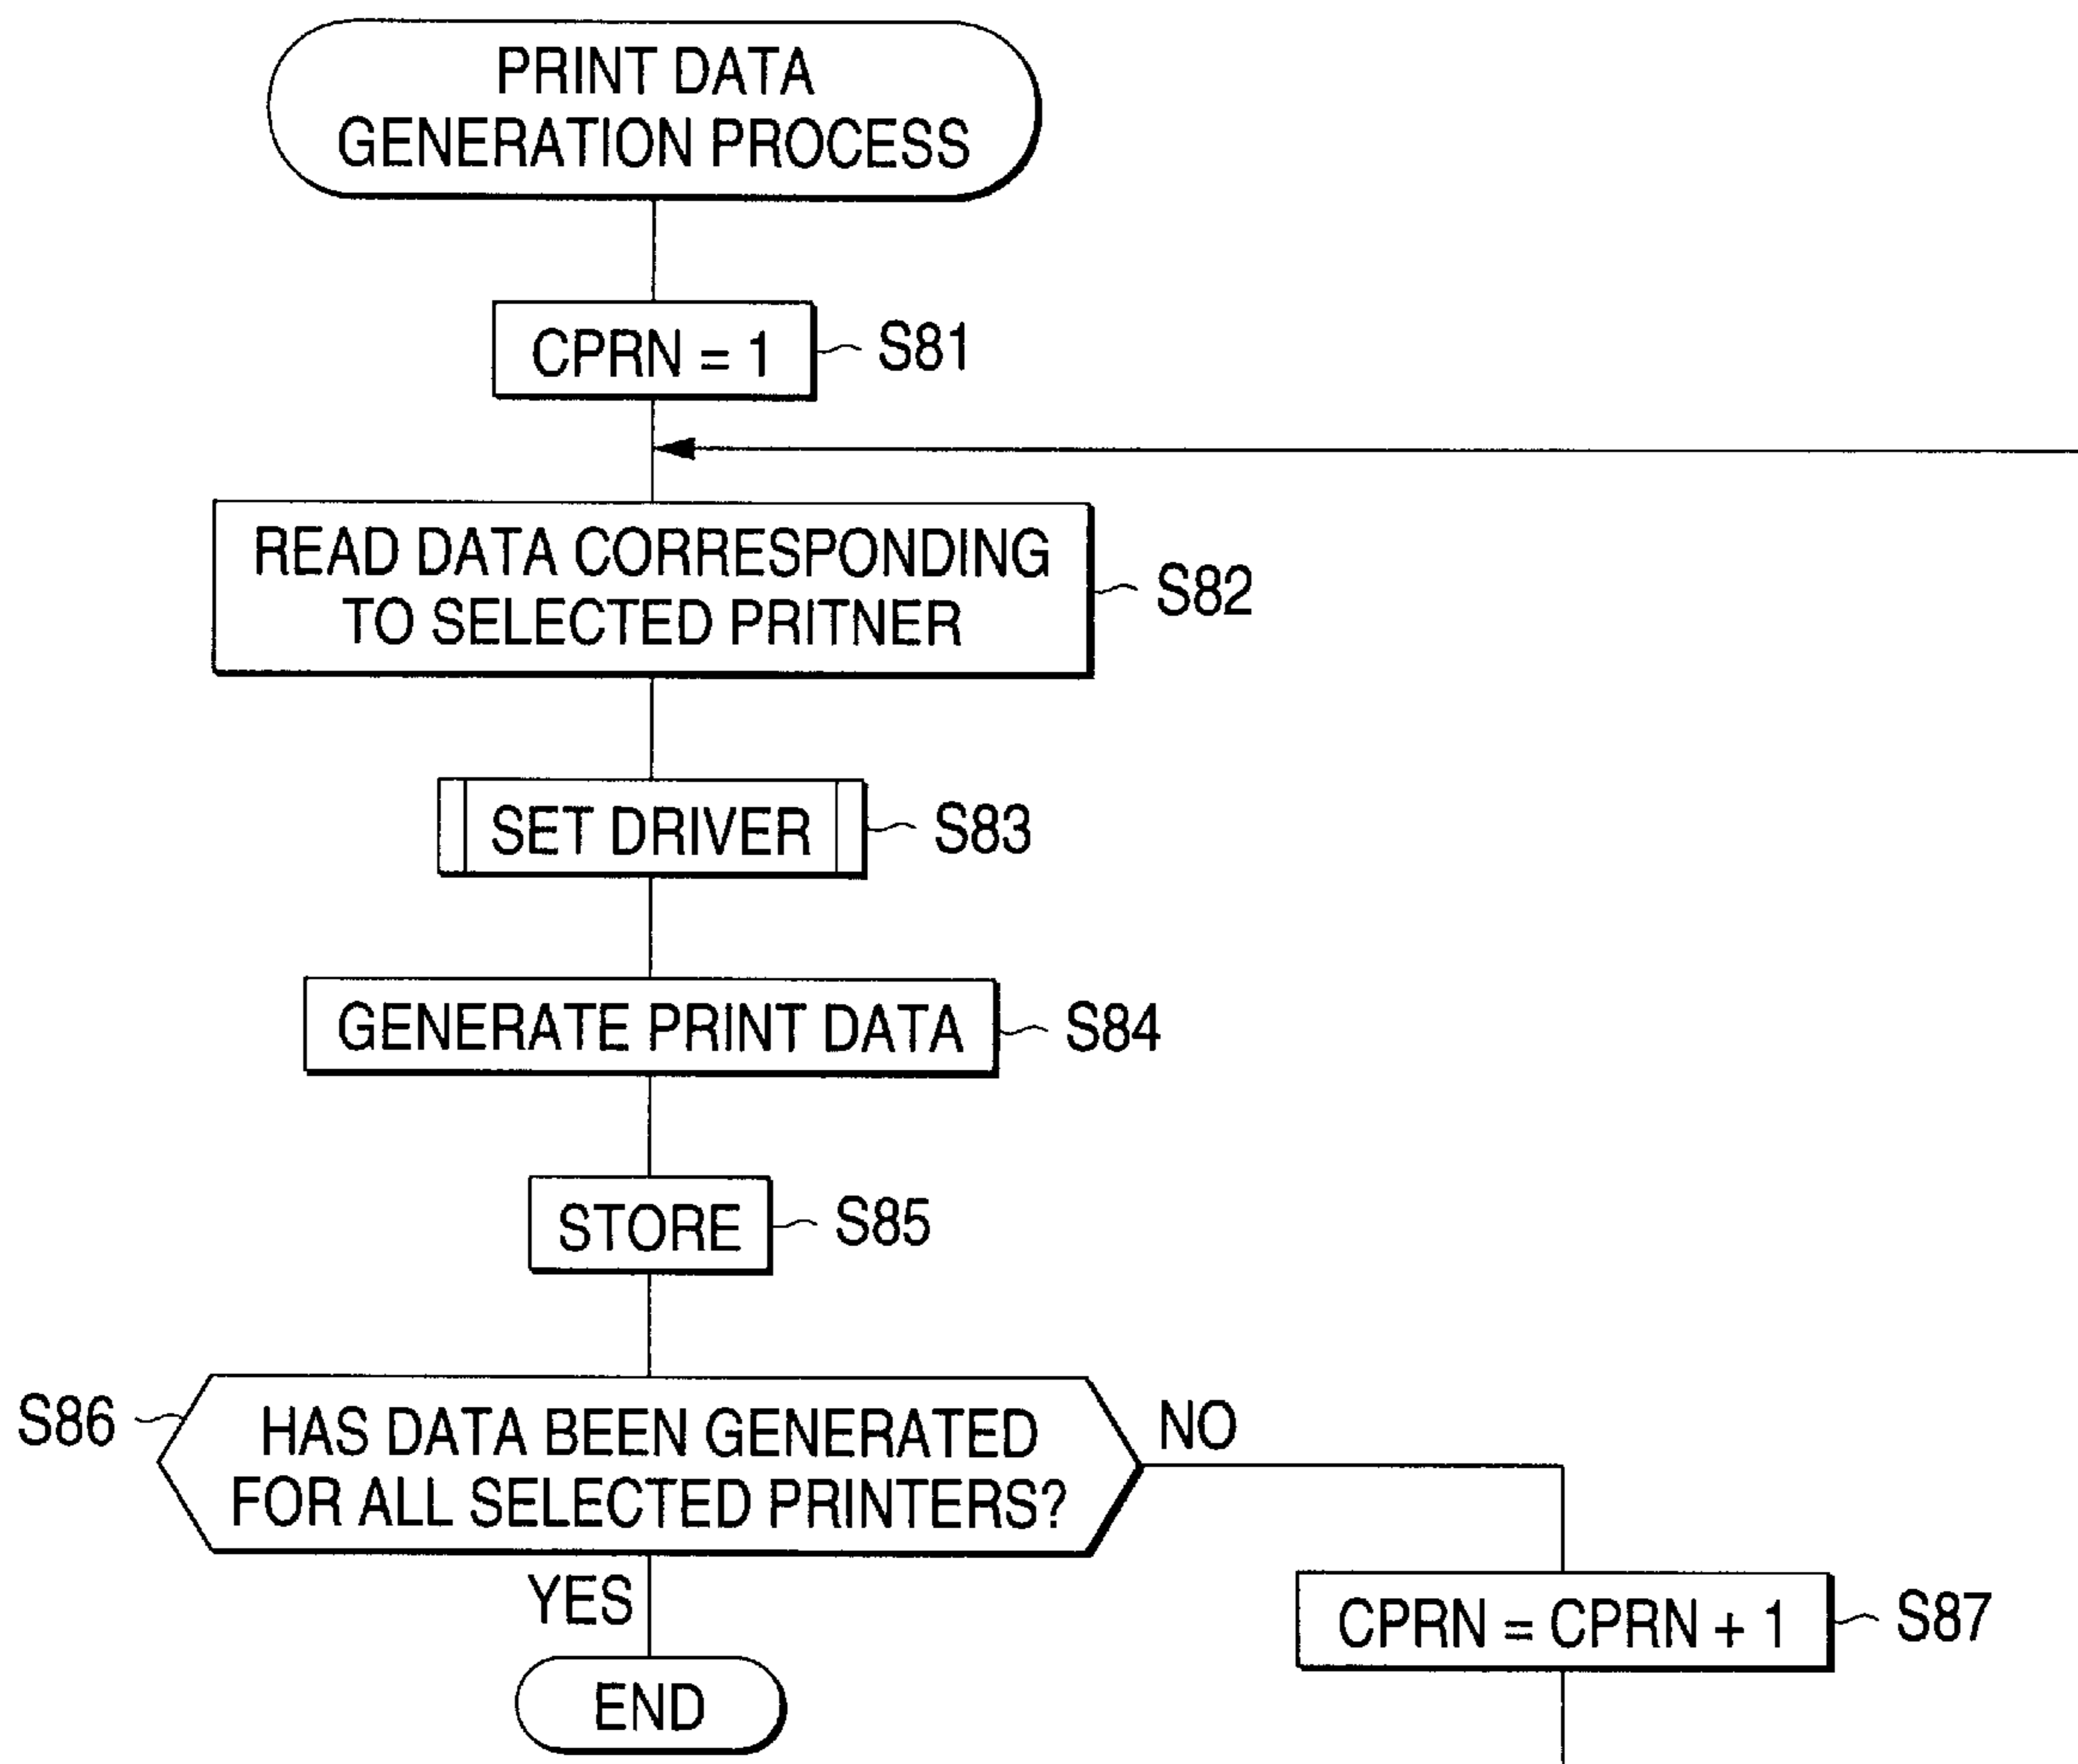 PRINT DATA
GENERATION PROCESS
CPRN = 1
S81
READ DATA CORRESPONDING
TO SELECTED PRITNER
S82
SET DRIVER
S83
GENERATE PRINT DATA
S84
STORE
S85
S86
HAS DATA BEEN GENERATED
FOR ALL SELECTED PRINTERS?
NO
YES
CPRN = CPRN + 1
S87
END